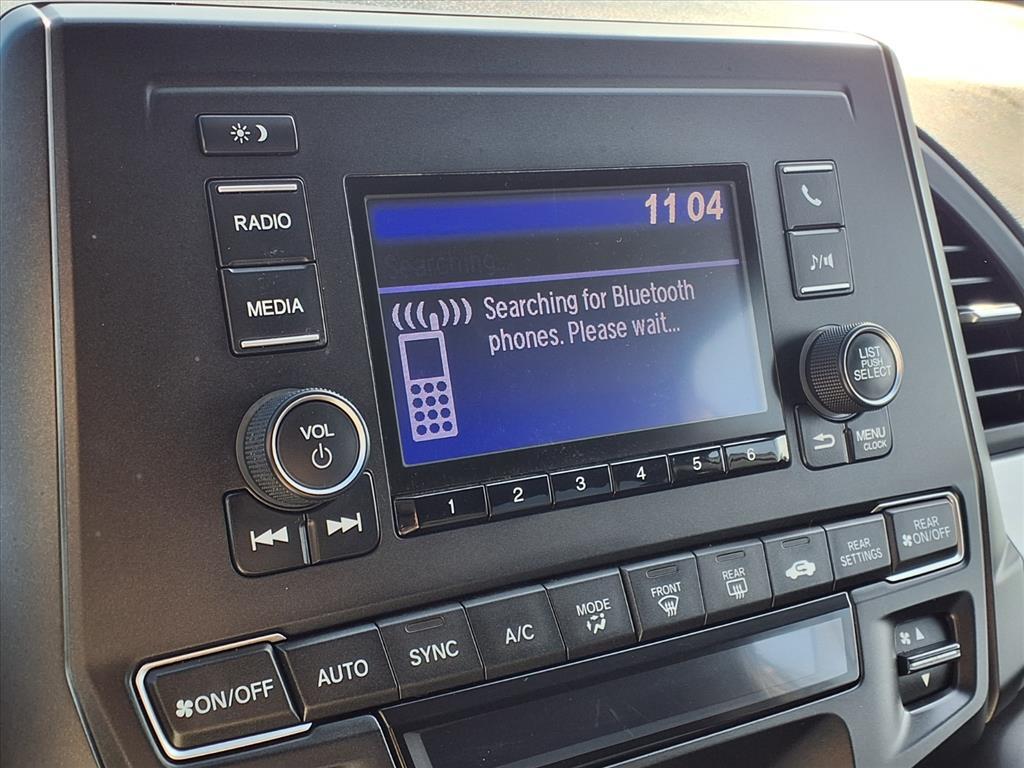 RADIO
MEDIA
11 04
Searching
Searching for Bluetooth
phones. Please wait...
VOL
LIST
PUSH
SELECT
MENU
CLOCK
1 2 3 4 5 6
ON/OFF
AUTO
SYNC
A/C
MODE
FRONT
REAR
REAR
SETTINGS
REAR
ON/OFF